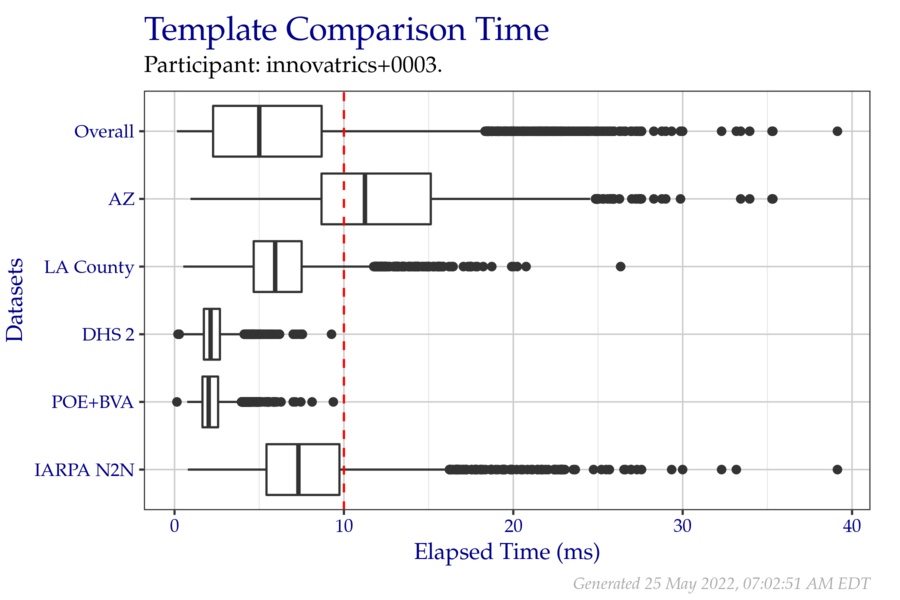 Template Comparison Time
Participant: innovatrics+0003.
Datasets
Overall
AZ
LA County
DHS 2
POE+BVA
IARPA N2N
0 10 20 30 40
Elapsed Time (ms)
Generated 25 May 2022, 07:02:51 AM EDT